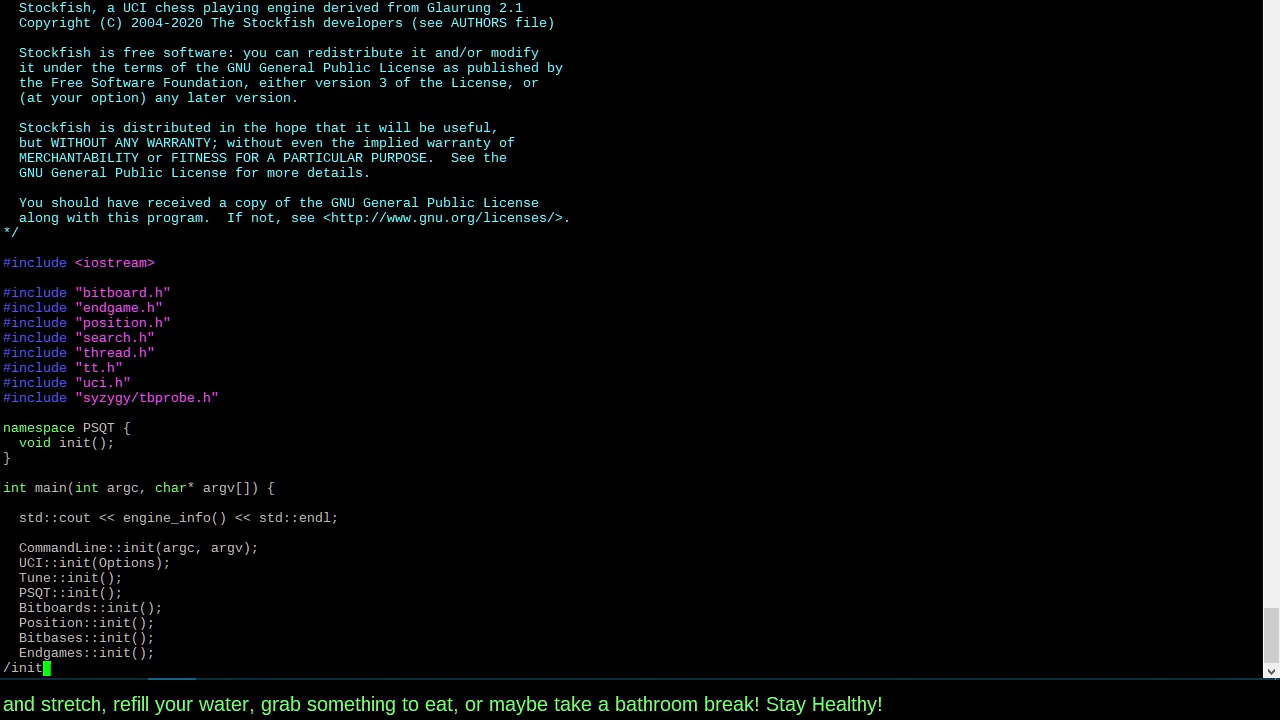 Stockfish, a UCI chess playing engine derived from Glaurung 2.1
Copyright (C) 2004-2020 The Stockfish developers (see AUTHORS file)
Stockfish is free software: you can redistribute it and/or modify
it under the terms of the GNU General Public License as published by
the Free Software Foundation, either version 3 of the License, or
(at your option) any later version.
Stockfish is distributed in the hope that it will be useful,
but WITHOUT ANY WARRANTY; without even the implied warranty of
MERCHANTABILITY or FITNESS FOR A PARTICULAR PURPOSE.  See the
GNU General Public License for more details.
You should have received a copy of the GNU General Public License
along with this program.  If not, see <http://www.gnu.org/licenses/>.
*/
#include <iostream>
#include "bitboard.h"
#include "endgame.h"
#include "position.h"
#include "search.h"
#include "thread.h"
#include "tt.h"
#include "uci.h"
#include "syzygy/tbprobe.h"
namespace PSQT {
void init();
}
int main(int argc, char* argv[]) {
std::cout << engine_info() << std::endl;
CommandLine::init(argc, argv);
UCI::init(Options);
Tune::init();
PSQT::init();
Bitboards::init();
Position::init();
Bitbases::init();
Endgames::init();
/init
and stretch, refill your water, grab something to eat, or maybe take a bathroom break! Stay Healthy!